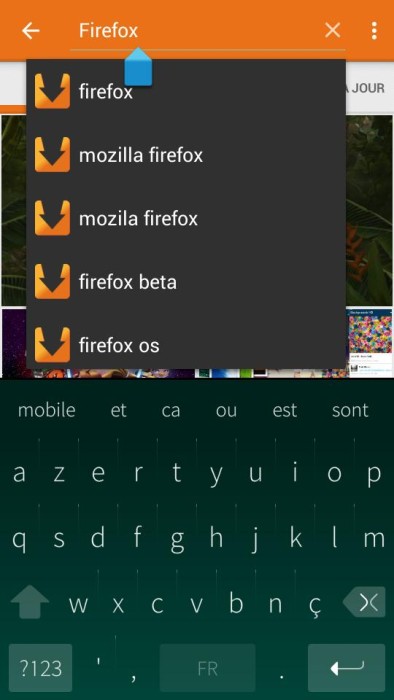 Firefox
À JOUR
firefox
mozilla firefox
mozila firefox
firefox beta
firefox os
mobile et ca ou est sont
a z e r t y u i o p
q s d f g h j k l m
w x c v b n ç
?123 ' , FR .